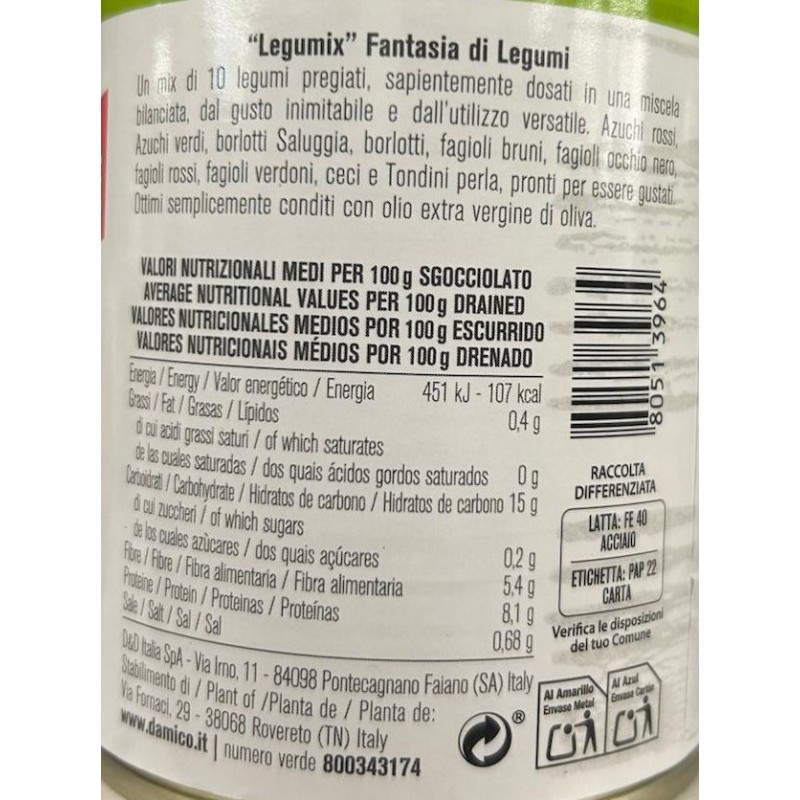 “Legumix” Fantasia di Legumi
Un mix di 10 legumi pregiati, sapientemente dosati in una miscela
bilanciata, dal gusto inimitabile e dall'utilizzo versatile. Azuchi rossi,
Azuchi verdi, borlotti Saluggia, borlotti, fagioli bruni, fagioli occhio nero,
fagioli rossi, fagioli verdoni, ceci e Tondini perla, pronti per essere gustati.
Ottimi semplicemente conditi con olio extra vergine di oliva.
VALORI NUTRIZIONALI MEDI PER 100 g SGOCCIOLATO
AVERAGE NUTRITIONAL VALUES PER 100g DRAINED
VALORES NUTRICIONALES MEDIOS POR 100 g ESCURRIDO
VALORES NUTRICIONAIS MÉDIOS POR 100 g DRENADO
Energia / Energy / Valor energético / Energia 451 kJ - 107 kcal
Grassi / Fat / Grasas / Lípidos 0,4 g
di cui acidi grassi saturi / of which saturates
de las cuales saturadas / dos quais ácidos gordos saturados 0 g
Carboidrati / Carbohydrate / Hidratos de carbono / Hidratos de carbono 15 g
di cui zuccheri / of which sugars
- de los cuales azùcares / dos quais açúcares 0,2 g
Fibre / Fibre / Fibra alimentaria / Fibra alimentaria 5,4 g
Proteine / Protein / Proteinas / Proteínas 8,1 g
Sale / Salt / Sal / Sal 0,68 g
8051 3964
RACCOLTA
DIFFERENZIATA
LATTA: FE 40
ACCIAIO
ETICHETTA: PAP 22
CARTA
Verifica le disposizioni
del tuo Comune
D&D Italia SpA - Via Irno, 11 - 84098 Pontecagnano Faiano (SA) Italy
Stabilimento di / Plant of /Planta de / Planta de:
Via Fornaci, 29 - 38068 Rovereto (TN) Italy
www.damico.it | numero verde 800343174
®
Al Amarillo
Envase Metal
Al Azul
Envase Cartón